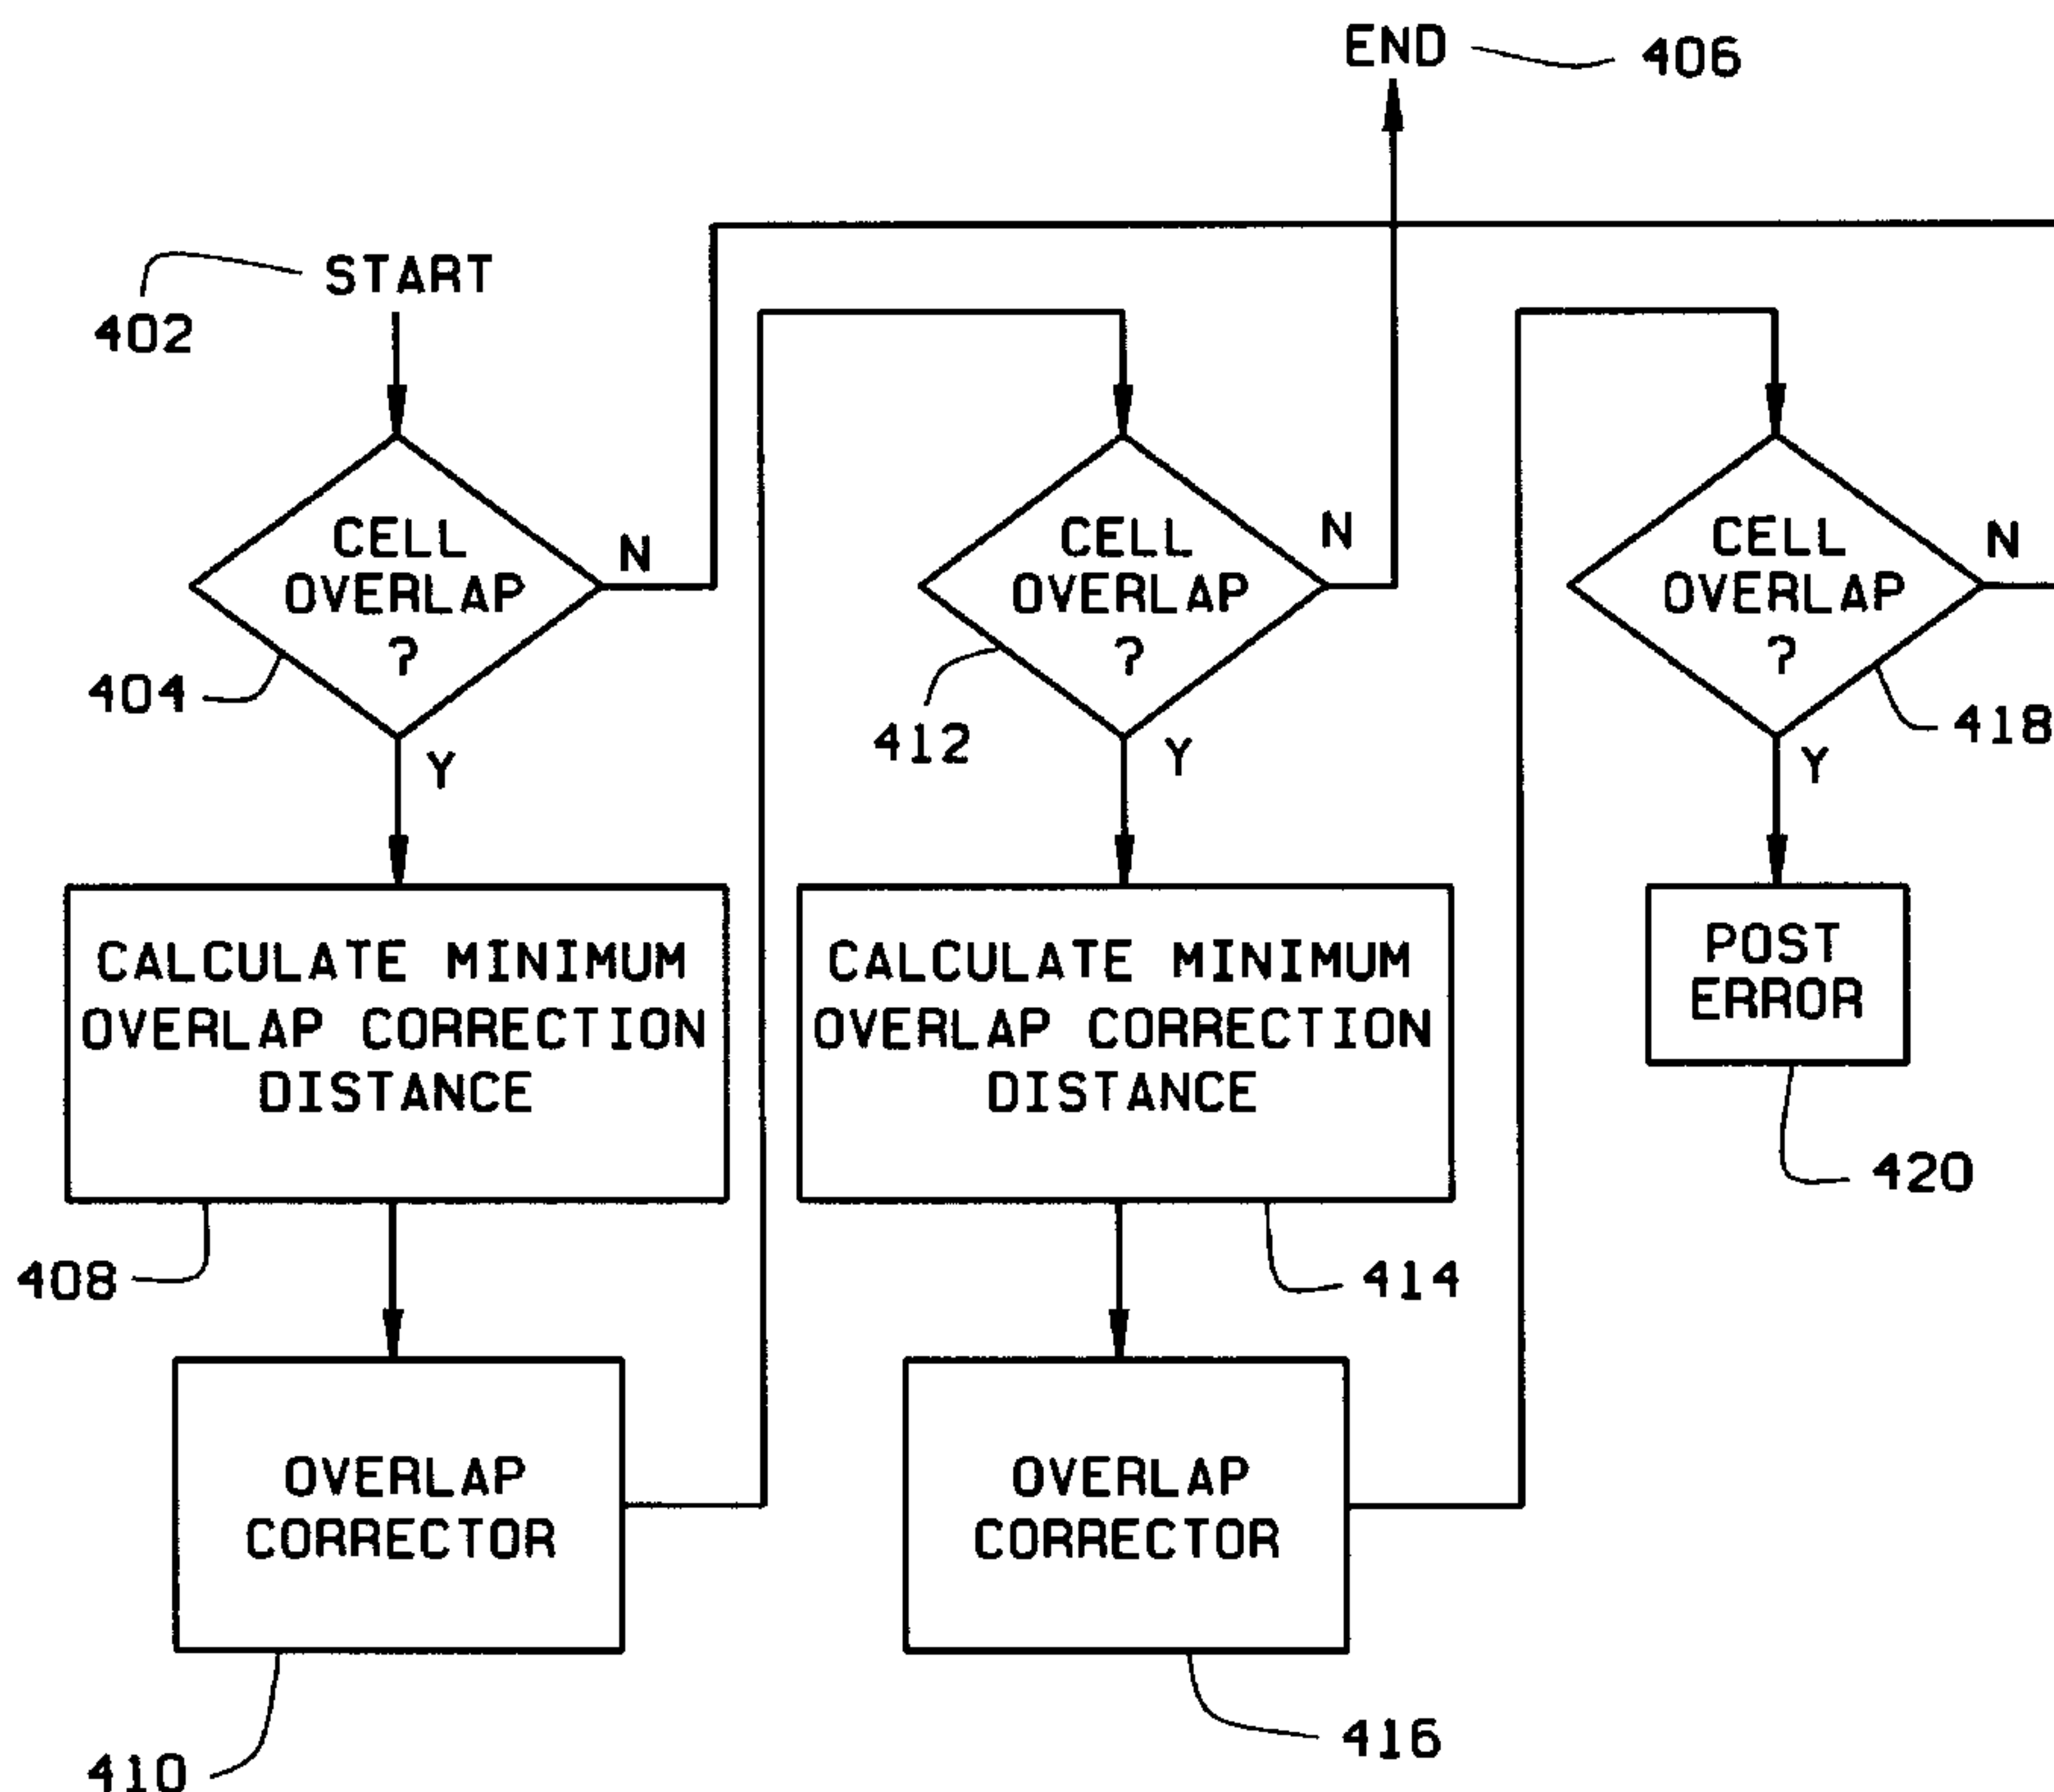 END
406
START
402
CELL
OVERLAP
?
N
Y
404
CALCULATE MINIMUM
OVERLAP CORRECTION
DISTANCE
408
OVERLAP
CORRECTOR
410
CELL
OVERLAP
?
N
Y
412
CALCULATE MINIMUM
OVERLAP CORRECTION
DISTANCE
414
OVERLAP
CORRECTOR
416
CELL
OVERLAP
?
N
Y
418
POST
ERROR
420